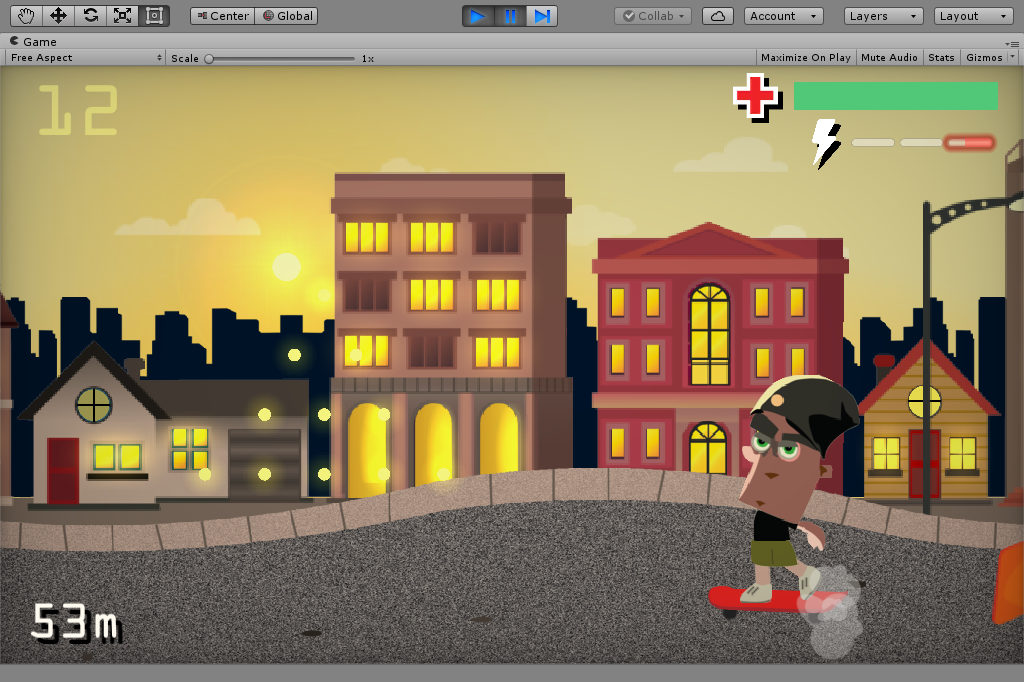 Center Global Collab Account Layers Layout
Game
Free Aspect Scale 1x Maximize On Play Mute Audio Stats Gizmos
12
53m